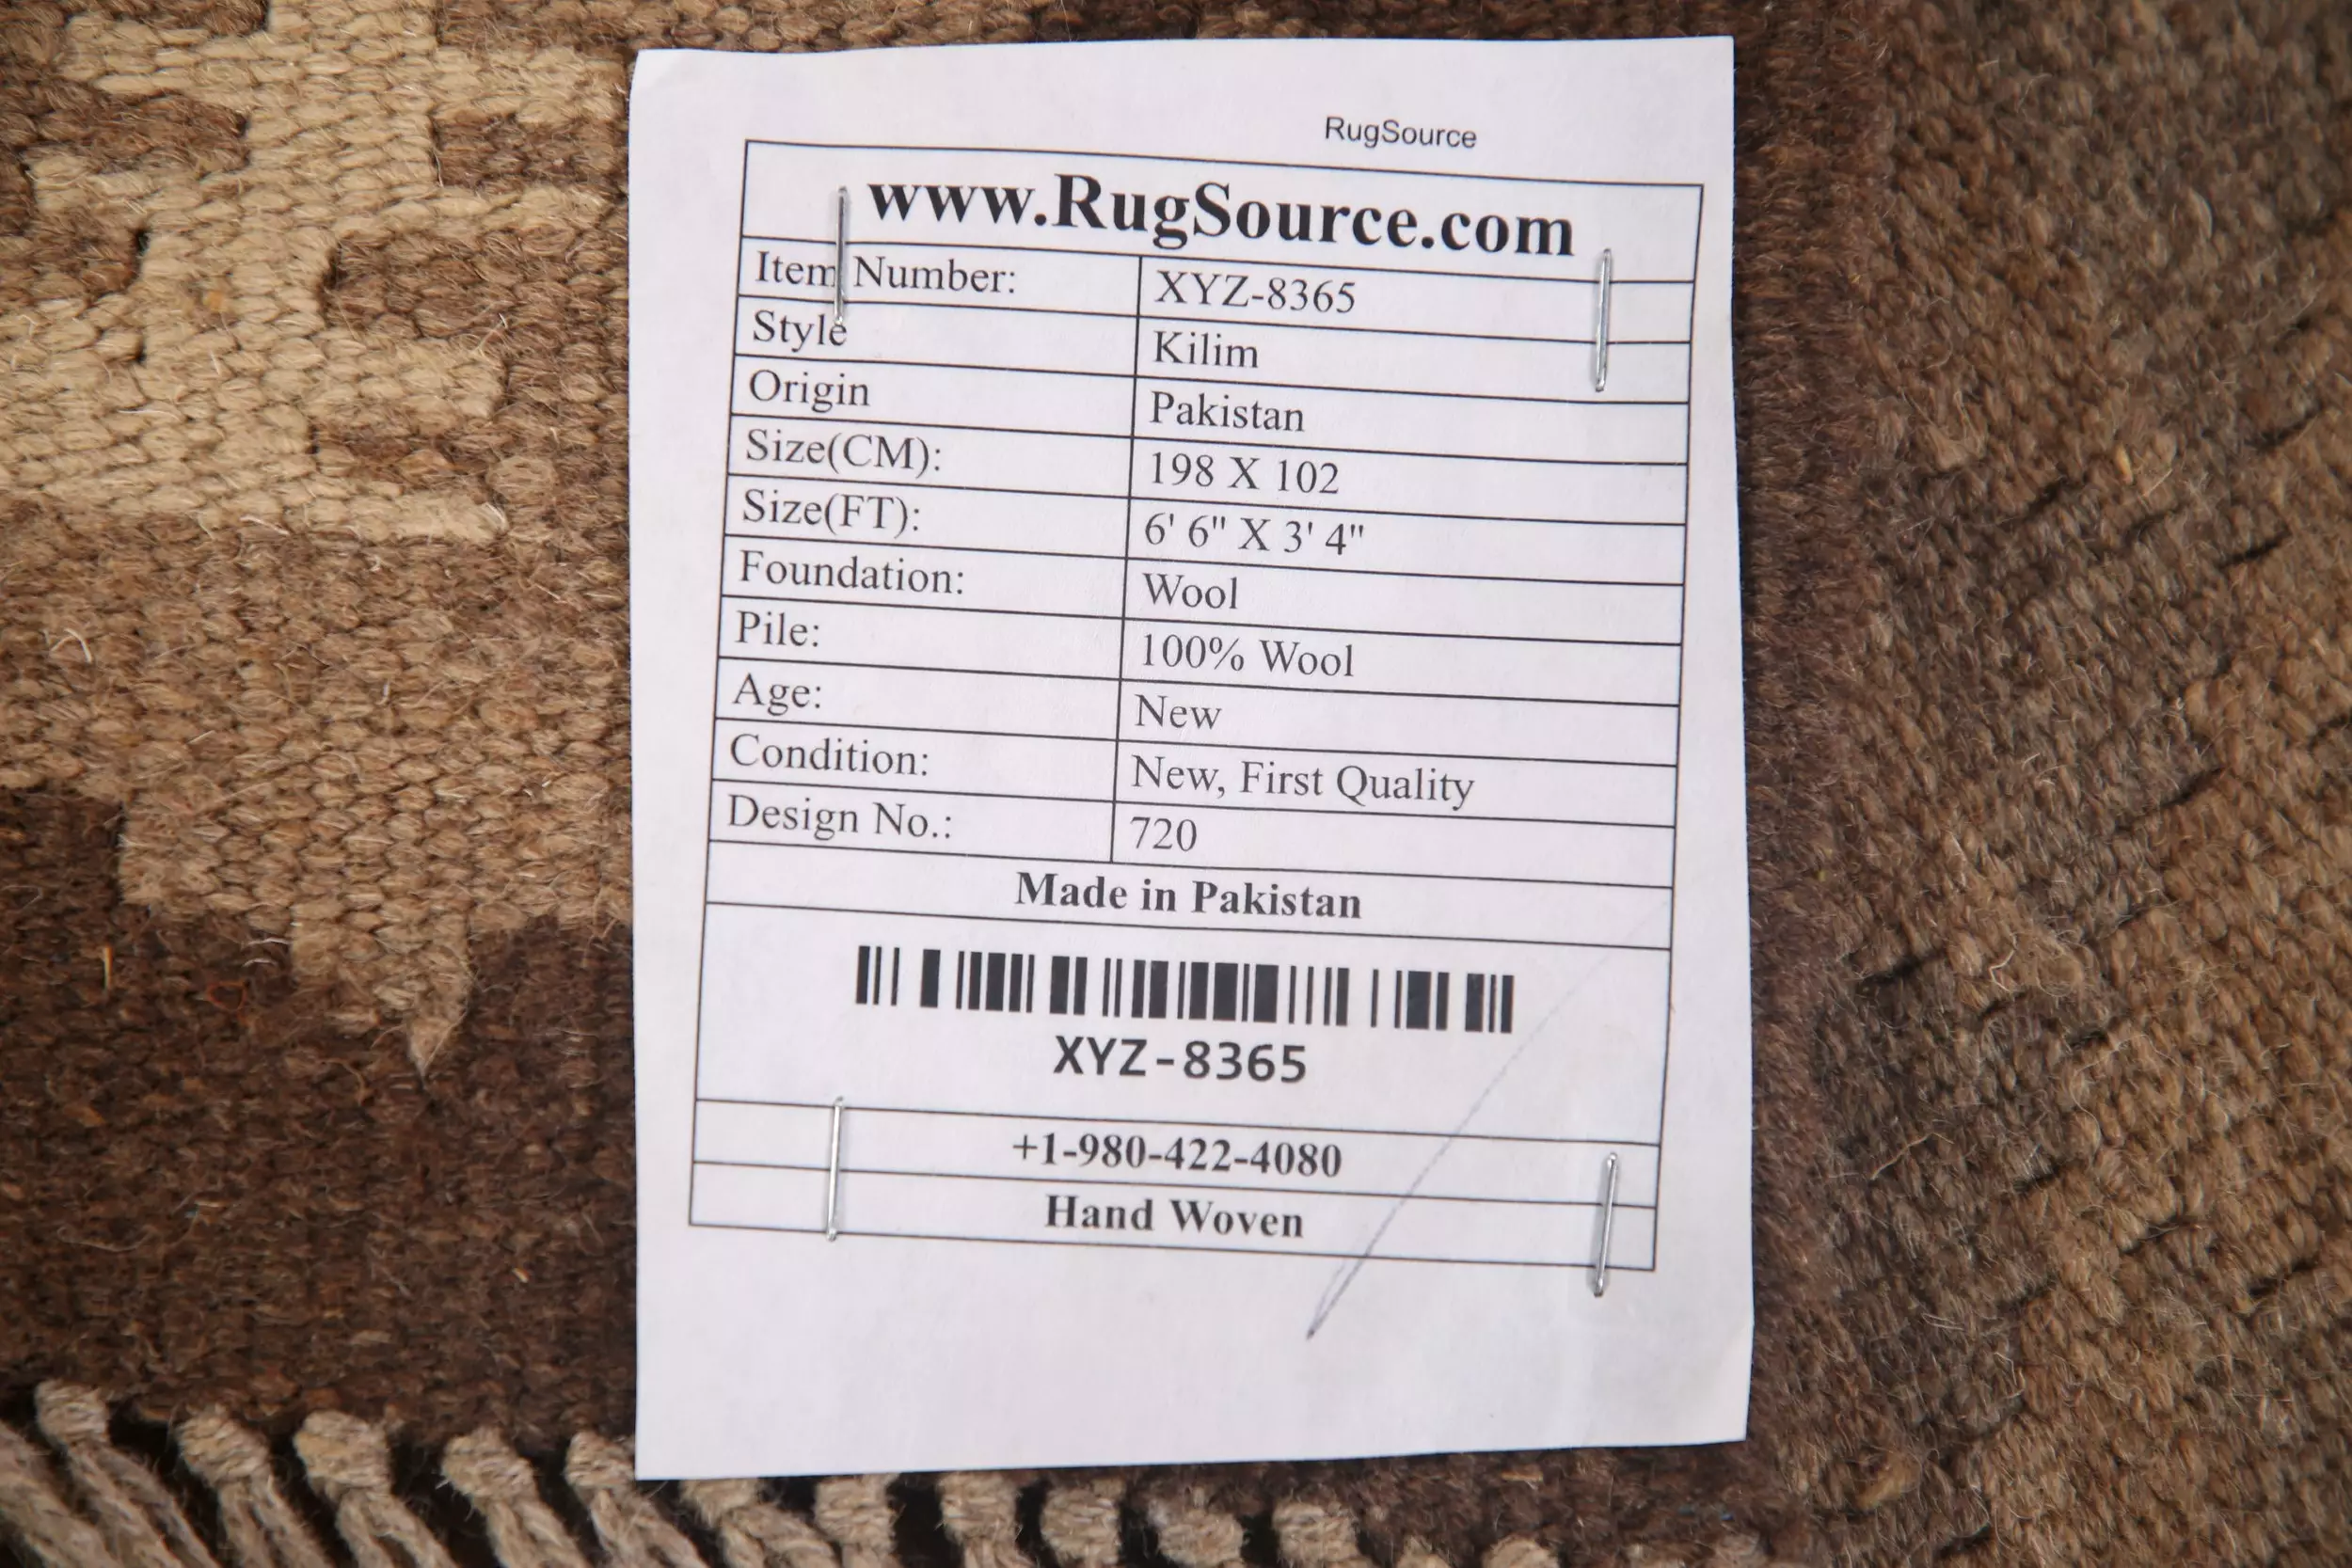 RugSource
www.RugSource.com
Item Number: XYZ-8365
Style Kilim
Origin Pakistan
Size(CM): 198 X 102
Size(FT): 6' 6" X 3' 4"
Foundation: Wool
Pile: 100% Wool
Age: New
Condition: New, First Quality
Design No.: 720
Made in Pakistan
XYZ-8365
+1-980-422-4080
Hand Woven